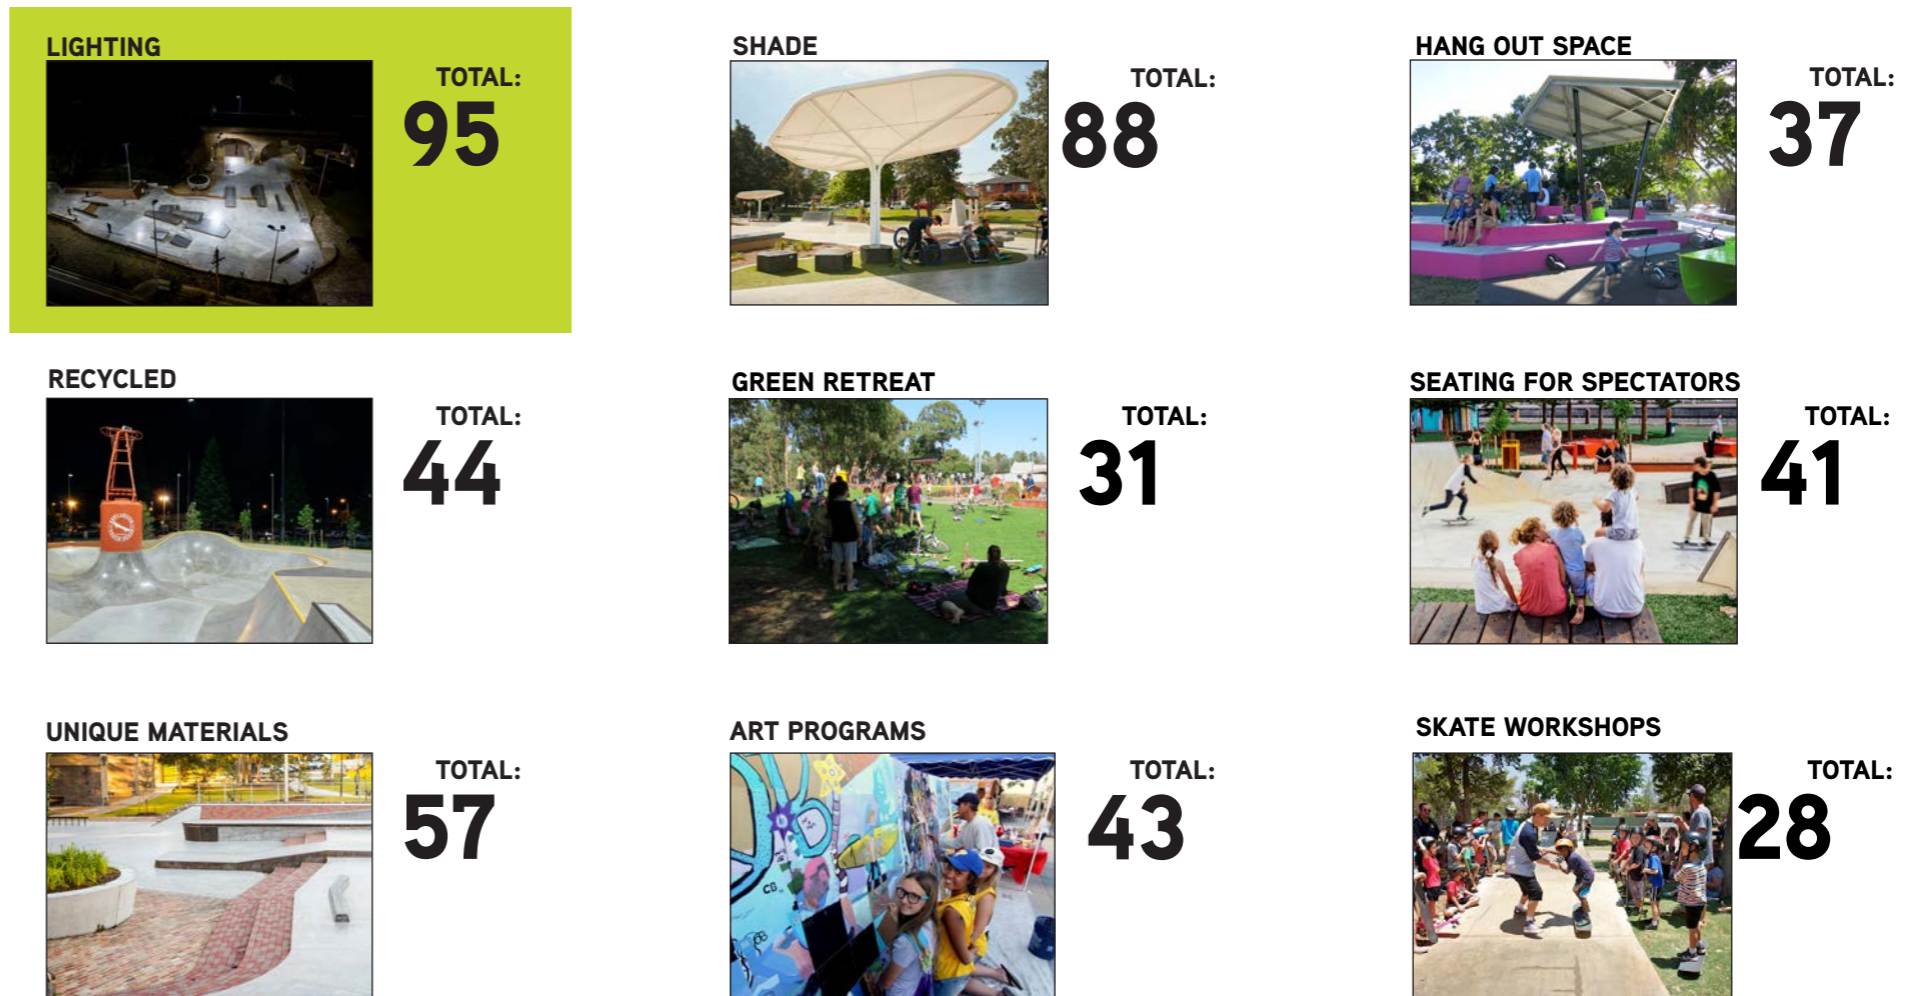 LIGHTING
TOTAL:
95
SHADE
TOTAL:
88
HANG OUT SPACE
TOTAL:
37
RECYCLED
TOTAL:
44
GREEN RETREAT
TOTAL:
31
SEATING FOR SPECTATORS
TOTAL:
41
UNIQUE MATERIALS
TOTAL:
57
ART PROGRAMS
TOTAL:
43
SKATE WORKSHOPS
TOTAL:
28